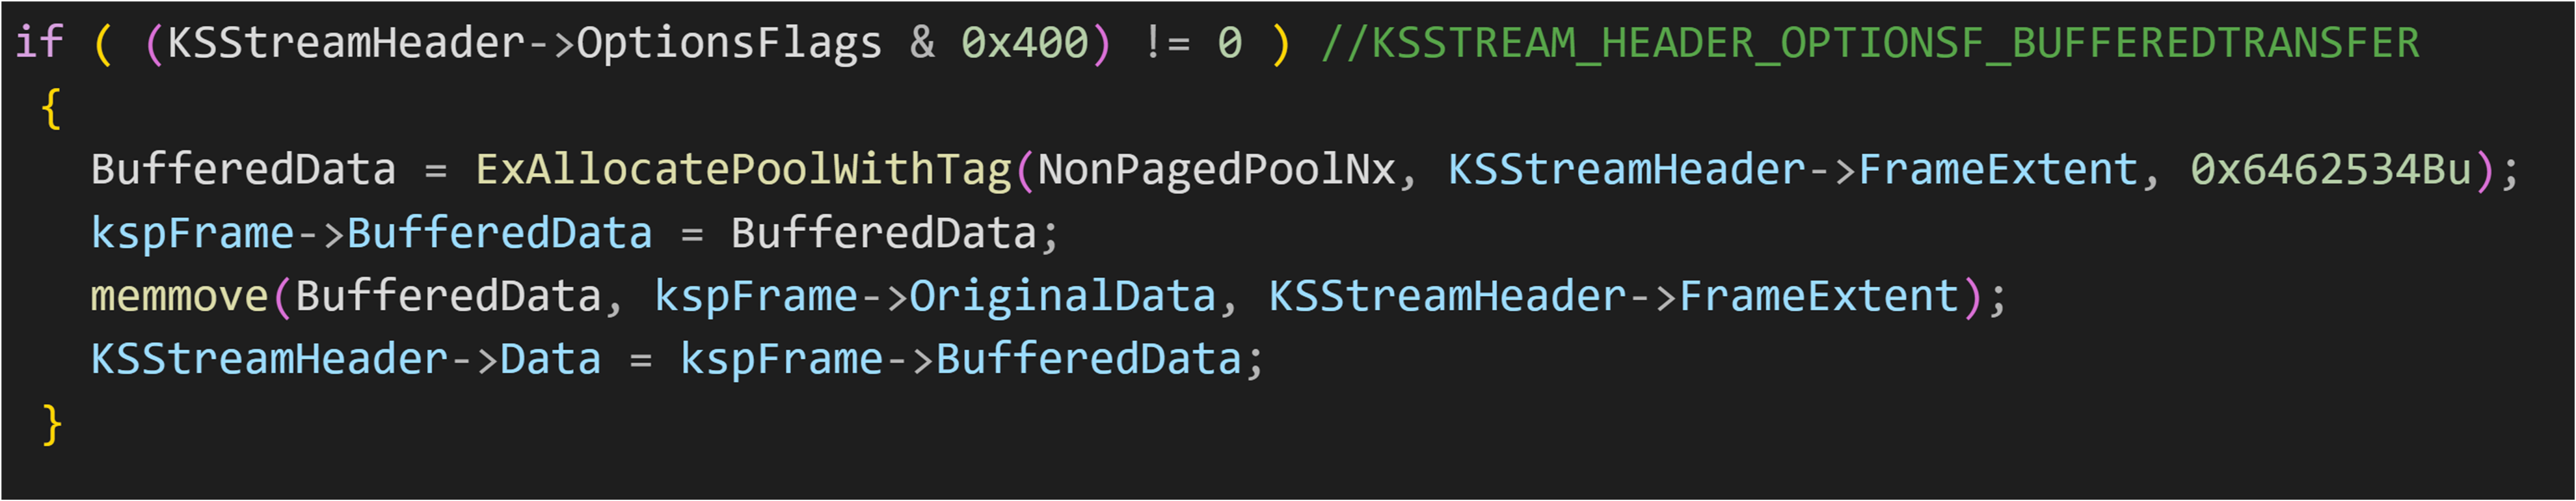 if ( (KSStreamHeader->OptionsFlags & 0x400) != 0 ) //KSSTREAM_HEADER_OPTIONSF_BUFFEREDTRANSFER
{
BufferedData = ExAllocatePoolWithTag(NonPagedPoolNx, KSStreamHeader->FrameExtent, 0x6462534Bu);
kspFrame->BufferedData = BufferedData;
memmove(BufferedData, kspFrame->OriginalData, KSStreamHeader->FrameExtent);
KSStreamHeader->Data = kspFrame->BufferedData;
}